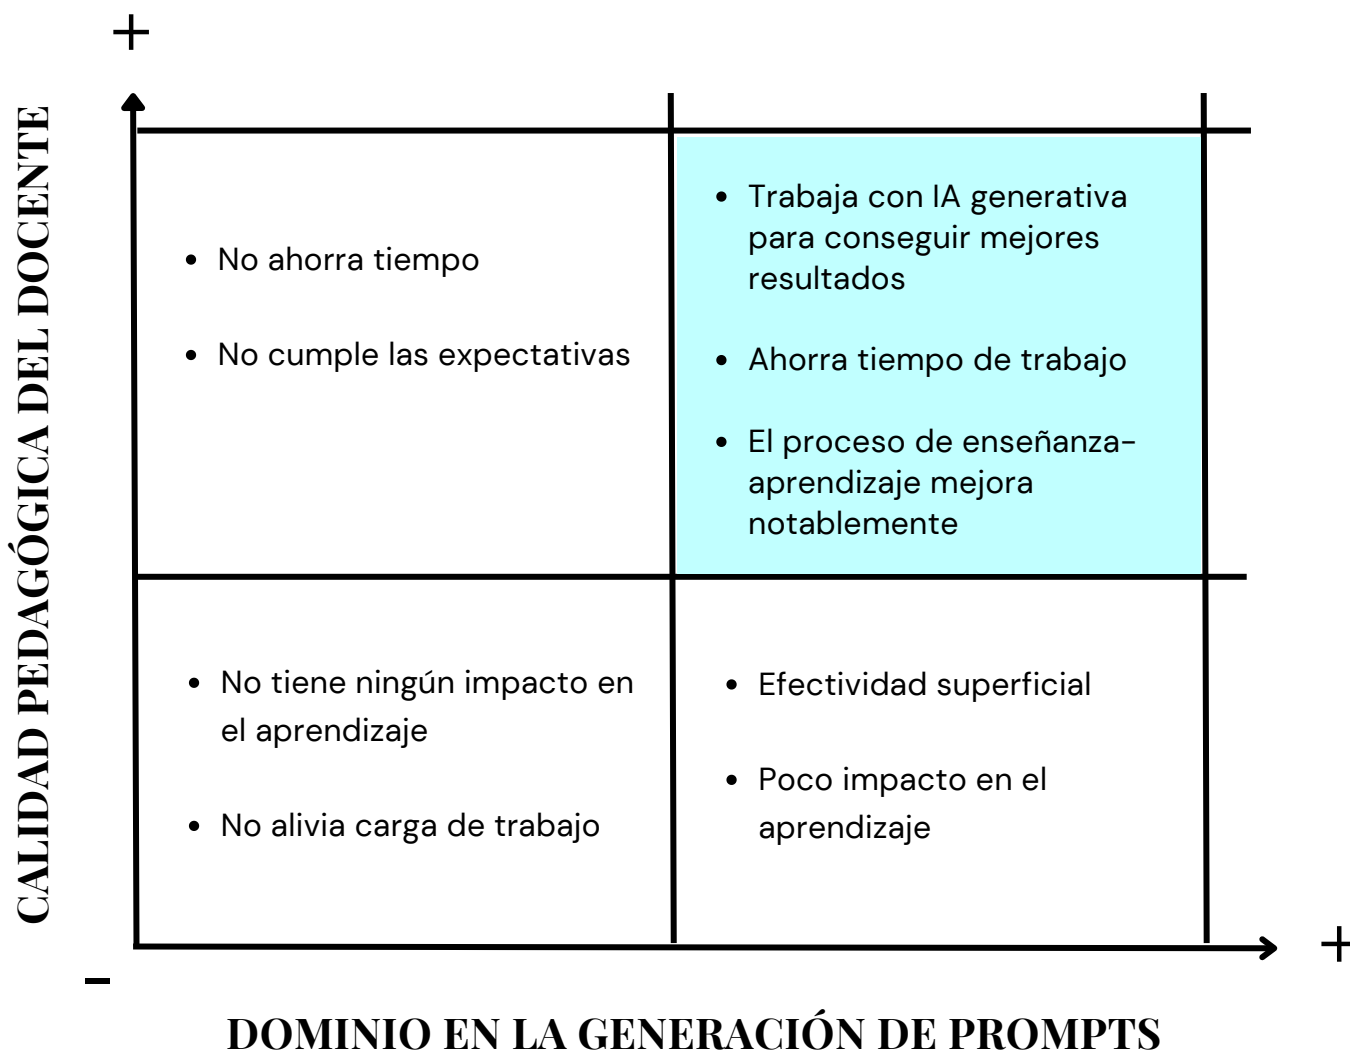 +
CALIDAD PEDAGÓGICA DEL DOCENTE
• No ahorra tiempo
• No cumple las expectativas
• Trabaja con IA generativa
para conseguir mejores
resultados
• Ahorra tiempo de trabajo
• El proceso de enseñanza-
aprendizaje mejora
notablemente
• No tiene ningún impacto en
el aprendizaje
• No alivia carga de trabajo
• Efectividad superficial
• Poco impacto en el
aprendizaje
+
-
DOMINIO EN LA GENERACIÓN DE PROMPTS